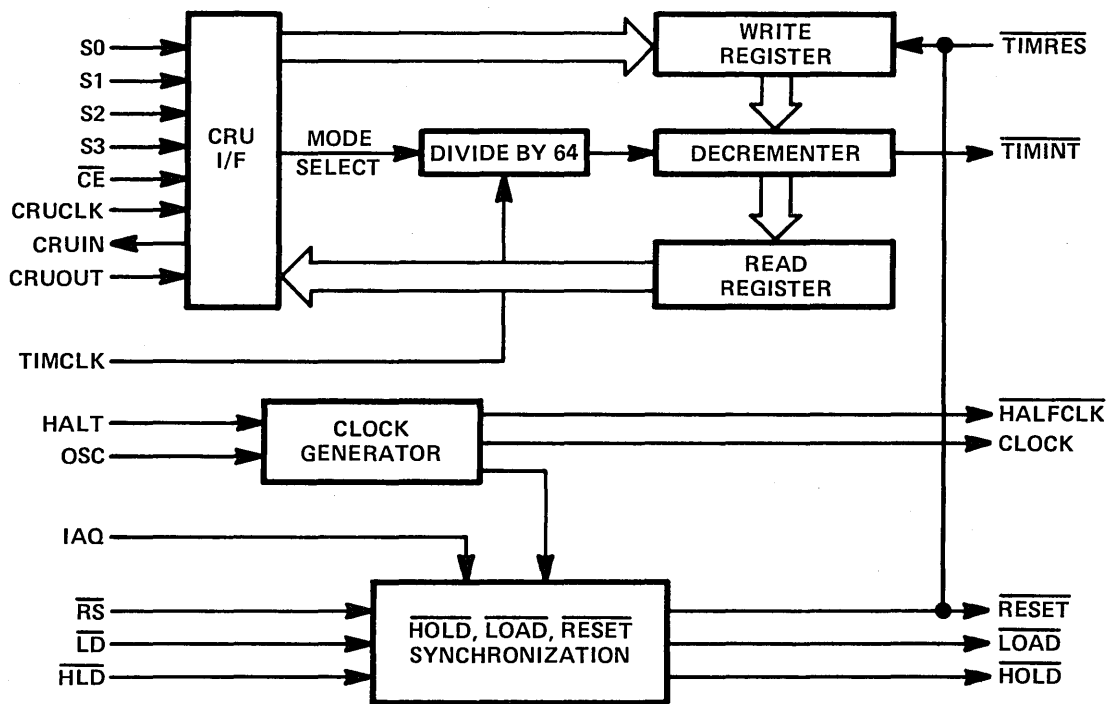 S0
S1
S2
S3
CE
CRUCLK
CRUIN
CRUOUT
CRU
I/F
MODE
SELECT
DIVIDE BY 64
WRITE
REGISTER
DECREMENTER
READ
REGISTER
TIMRES
TIMINT
TIMCLK
HALT
OSC
CLOCK
GENERATOR
HALFCLK
CLOCK
IAQ
RS
LD
HLD
HOLD, LOAD, RESET
SYNCHRONIZATION
RESET
LOAD
HOLD